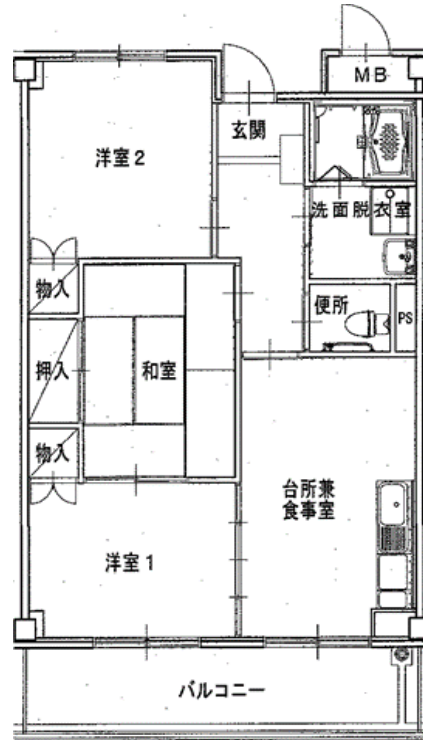 MB
玄関
洋室2
洗面脱衣室
物入
便所
PS
押入
和室
物入
台所兼
食事室
洋室1
バルコニー